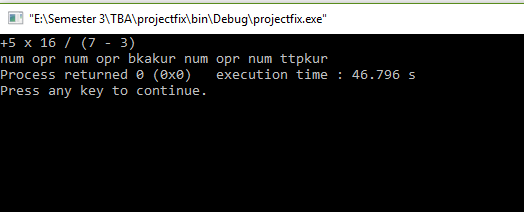 "E:\Semester 3\TBA\projectfix\bin\Debug\projectfix.exe"
+5 x 16 / (7 - 3)
num opr num opr bkakur num opr num ttpkur
Process returned 0 (0x0)   execution time : 46.796 s
Press any key to continue.